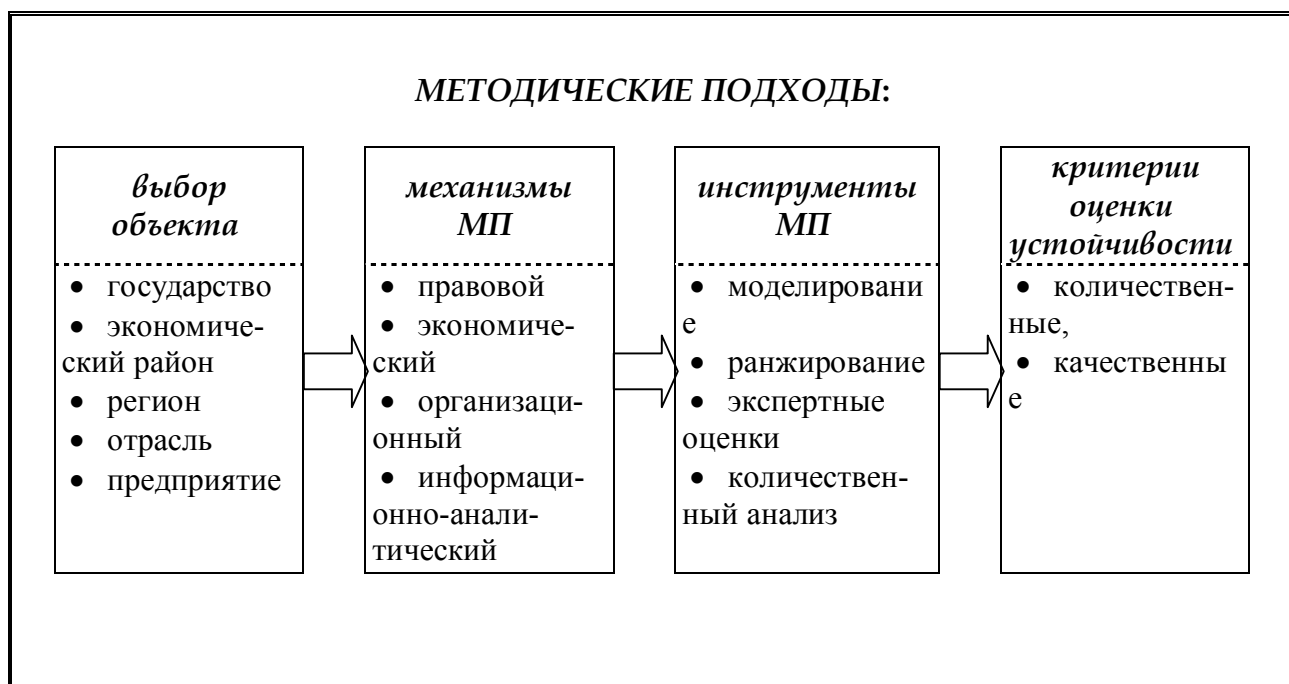 МЕТОДИЧЕСКИЕ ПОДХОДЫ:
выбор
объекта
• государство
• экономиче-
ский район
• регион
• отрасль
• предприятие
механизмы
МП
• правовой
• экономиче-
ский
• организаци-
онный
• информаци-
онно-анали-
тический
инструменты
МП
• моделировани
е
• ранжирование
• экспертные
оценки
• количествен-
ный анализ
критерии
оценки
устойчивости
• количествен-
ные,
• качественны
е